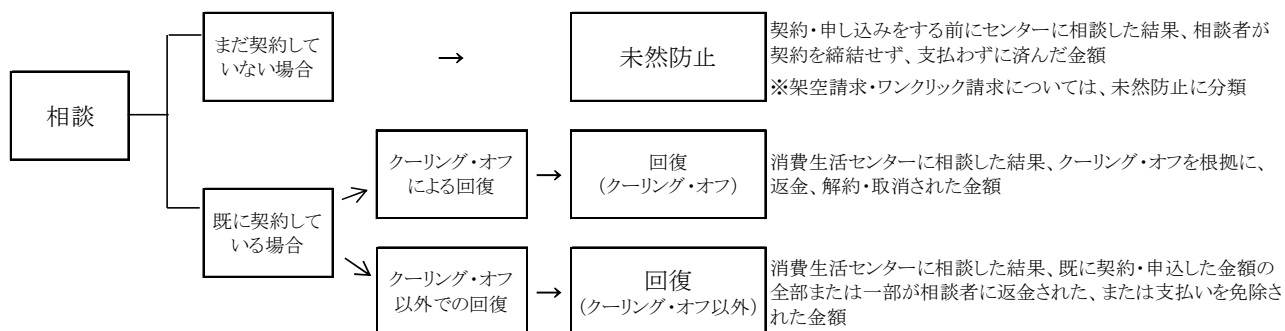 相談
まだ契約して
いない場合
→
未然防止
契約・申し込みをする前にセンターに相談した結果、相談者が
契約を締結せず、支払わずに済んだ金額
※架空請求・ワンクリック請求については、未然防止に分類
既に契約して
いる場合
クーリング・オフ
による回復
→
回復
(クーリング・オフ)
消費生活センターに相談した結果、クーリング・オフを根拠に、
返金、解約・取消された金額
クーリング・オフ
以外での回復
→
回復
(クーリング・オフ以外)
消費生活センターに相談した結果、既に契約・申込した金額の
全部または一部が相談者に返金された、または支払いを免除さ
れた金額